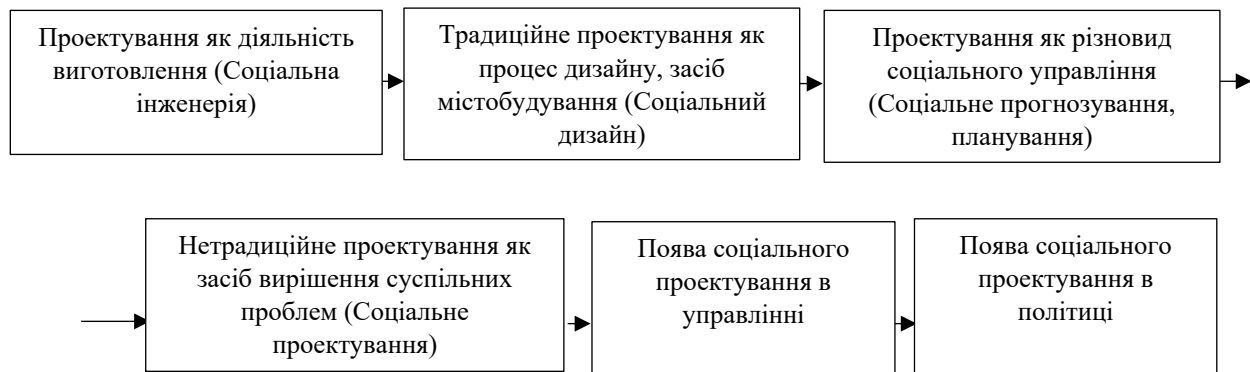 Проектування як діяльність
виготовлення (Соціальна
інженерія)
Традиційне проектування як
процес дизайну, засіб
містобудування (Соціальний
дизайн)
Проектування як різновид
соціального управління
(Соціальне прогнозування,
планування)
Нетрадиційне проектування як
засіб вирішення суспільних
проблем (Соціальне
проектування)
Поява соціального
проектування в
управлінні
Поява соціального
проектування в
політиці